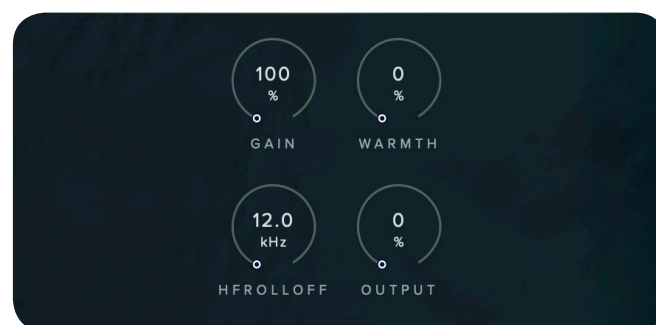 100 0
% %
GAIN WARMTH
12.0 0
kHz %
HFROLLOFF OUTPUT